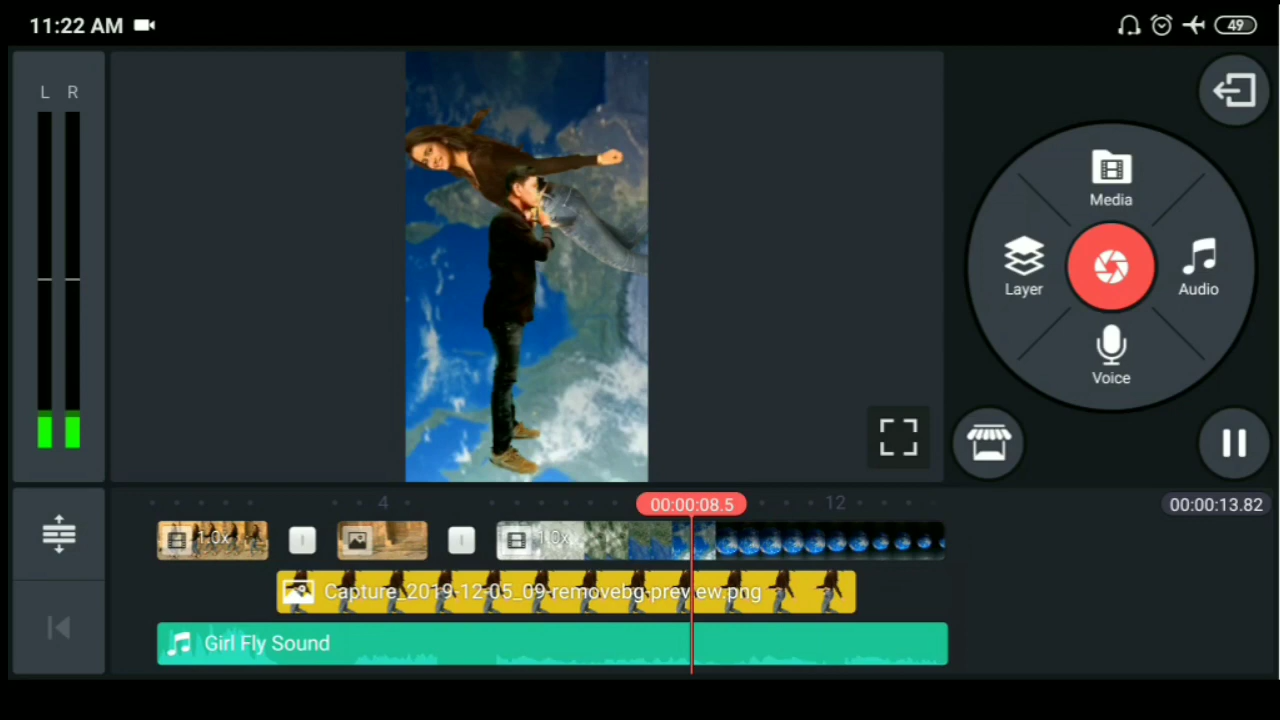 11:22 AM
49
L R
Media
Layer
Audio
Voice
4
00:00:08.5
12
00:00:13.82
1.0x
1.0x
Capture_2019-12-05_09-removebg-preview.png
Girl Fly Sound